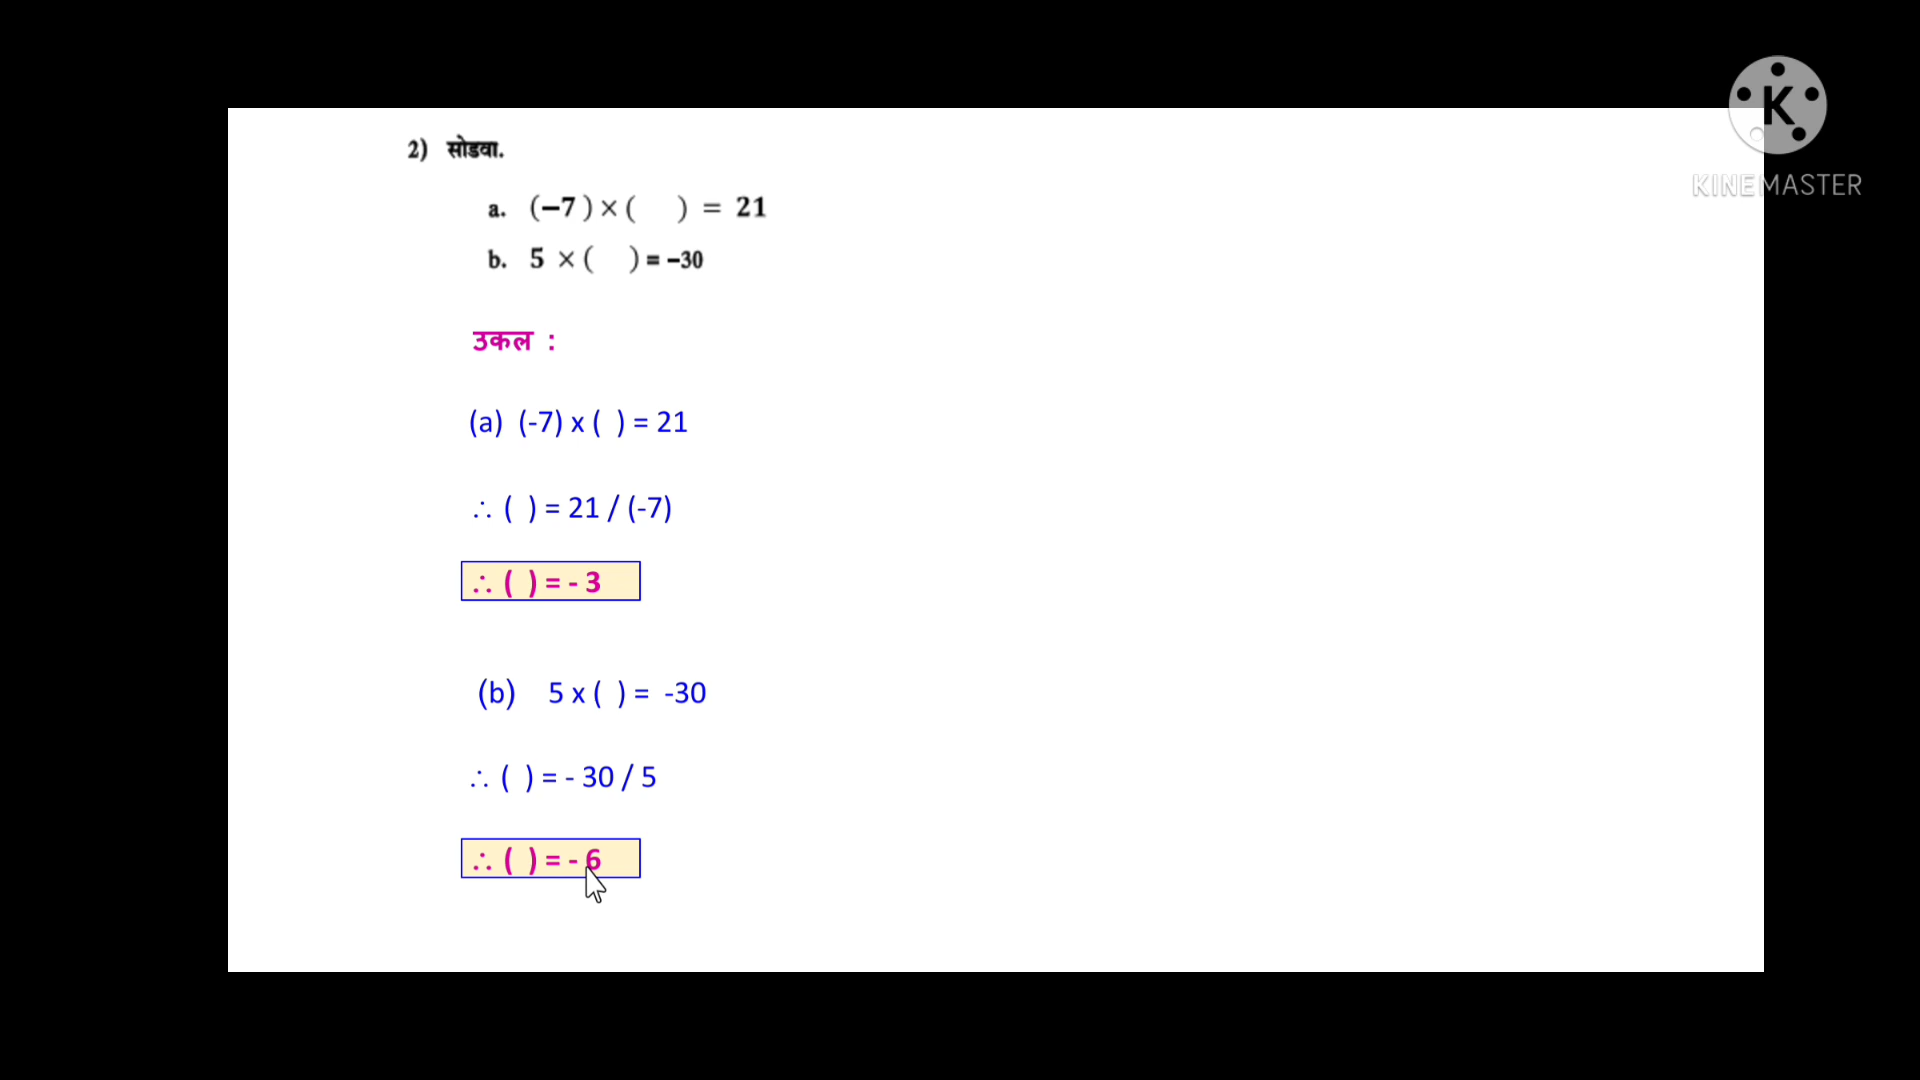 2) सोडवा.
a. (−7) × ( ) = 21
b. 5 × ( ) = −30
उकल :
(a) (-7) x ( ) = 21
∴ ( ) = 21 / (-7)
∴ ( ) = - 3
(b) 5 x ( ) = -30
∴ ( ) = - 30 / 5
∴ ( ) = - 6
K
KINEMASTER